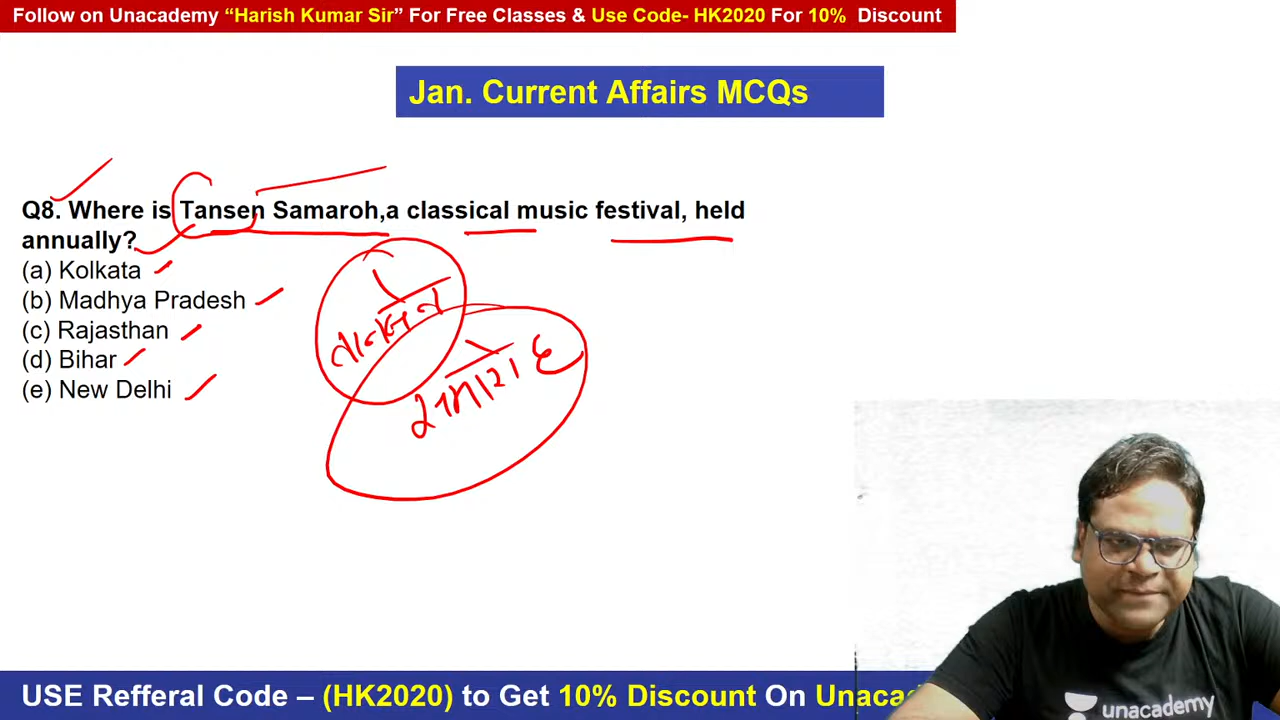 Follow on Unacademy “Harish Kumar Sir” For Free Classes & Use Code- HK2020 For 10% Discount
Jan. Current Affairs MCQs
Q8. Where is Tansen Samaroh,a classical music festival, held
annually?
(a) Kolkata
(b) Madhya Pradesh
(c) Rajasthan
(d) Bihar
(e) New Delhi
तानसेन
समारोह
USE Refferal Code – (HK2020) to Get 10% Discount On
unacademy